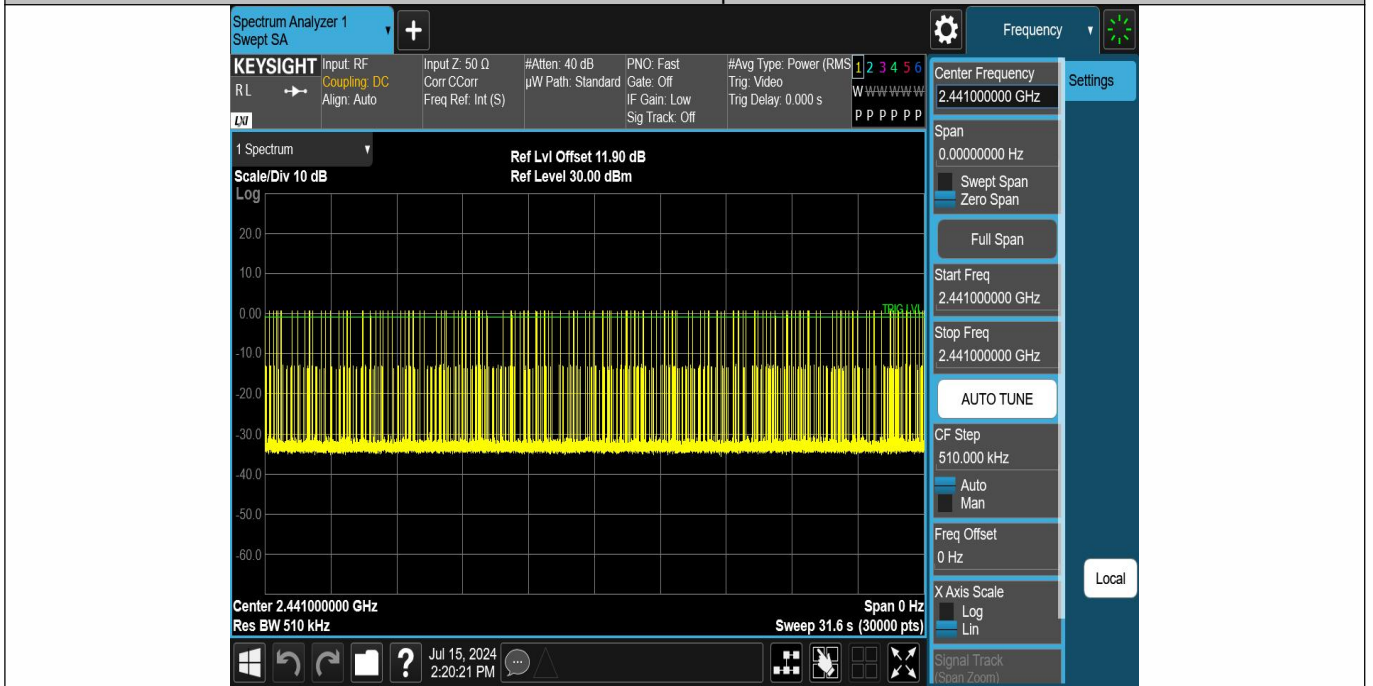 Spectrum Analyzer 1
Swept SA
+
Frequency
KEYSIGHT
RL
LXI
Input: RF
Coupling: DC
Align: Auto
Input Z: 50 Ω
Corr CCorr
Freq Ref: Int (S)
#Atten: 40 dB
µW Path: Standard
PNO: Fast
Gate: Off
IF Gain: Low
Sig Track: Off
#Avg Type: Power (RMS
Trig: Video
Trig Delay: 0.000 s
1 2 3 4 5 6
W W W W W W
P P P P P P
1 Spectrum
Scale/Div 10 dB
Ref Lvl Offset 11.90 dB
Ref Level 30.00 dBm
Log
20.0
10.0
0.00
-10.0
-20.0
-30.0
-40.0
-50.0
-60.0
TRIG LVL
Center 2.441000000 GHz
Res BW 510 kHz
Span 0 Hz
Sweep 31.6 s (30000 pts)
Center Frequency
2.441000000 GHz
Settings
Span
0.00000000 Hz
Swept Span
Zero Span
Full Span
Start Freq
2.441000000 GHz
Stop Freq
2.441000000 GHz
AUTO TUNE
CF Step
510.000 kHz
Auto
Man
Freq Offset
0 Hz
X Axis Scale
Log
Lin
Signal Track
(Span Zoom)
Local
?
Jul 15, 2024
2:20:21 PM